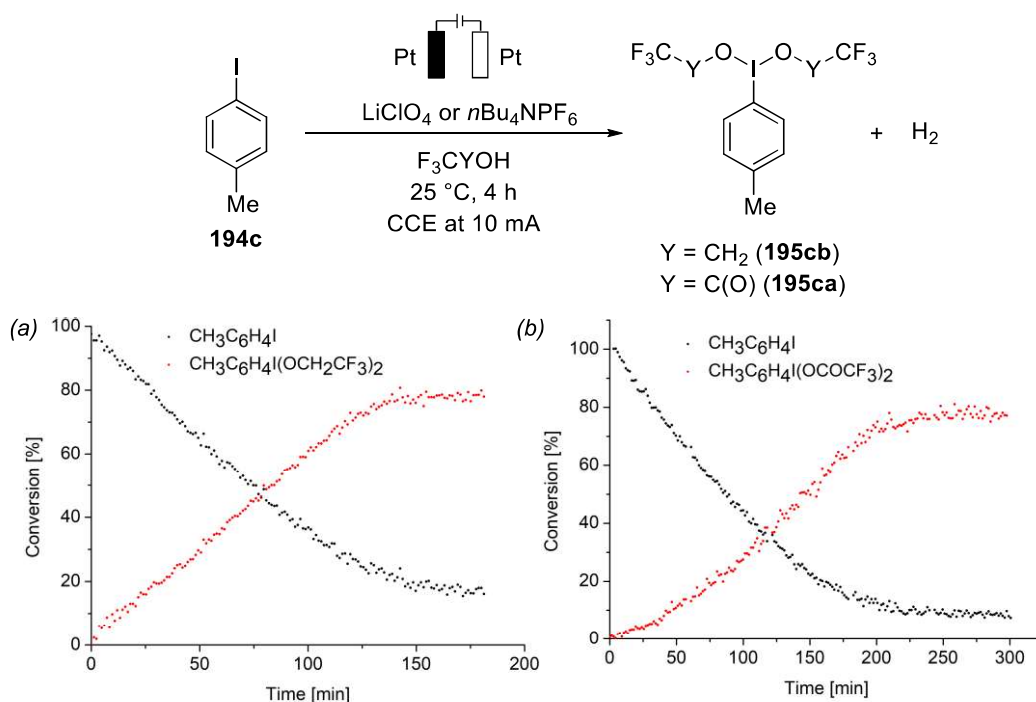 I
Me
194c
Pt
Pt
LiClO4 or nBu4NPF6
F3CYOH
25 °C, 4 h
CCE at 10 mA
F3C
Y
O
I
O
Y
CF3
Me
+ H2
Y = CH2 (195cb)
Y = C(O) (195ca)
(a)
CH3C6H4I
CH3C6H4I(OCH2CF3)2
Conversion [%]
100
80
60
40
20
0
0 50 100 150 200
Time [min]
(b)
CH3C6H4I
CH3C6H4I(OCOCF3)2
Conversion [%]
100
80
60
40
20
0
0 50 100 150 200 250 300
Time [min]